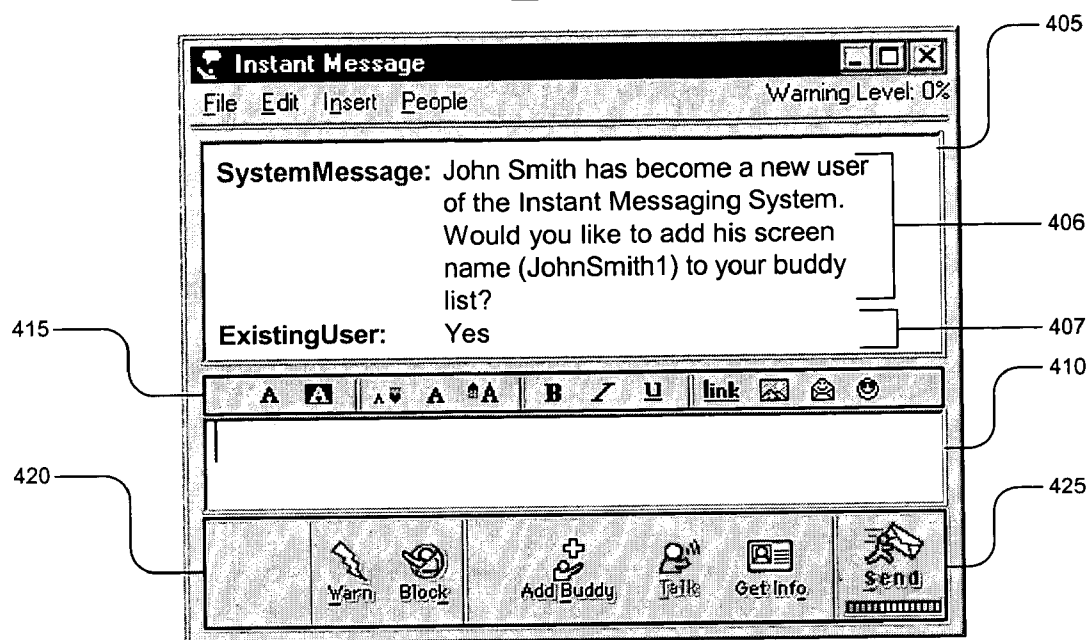 405
Instant Message
File Edit Insert People Warning Level: 0%
SystemMessage: John Smith has become a new user
of the Instant Messaging System.
Would you like to add his screen
name (JohnSmith1) to your buddy
list?
406
ExistingUser: Yes
407
415
A A A A A B I U link
410
420
425
Warn Block Add Buddy Talk Get Info Send